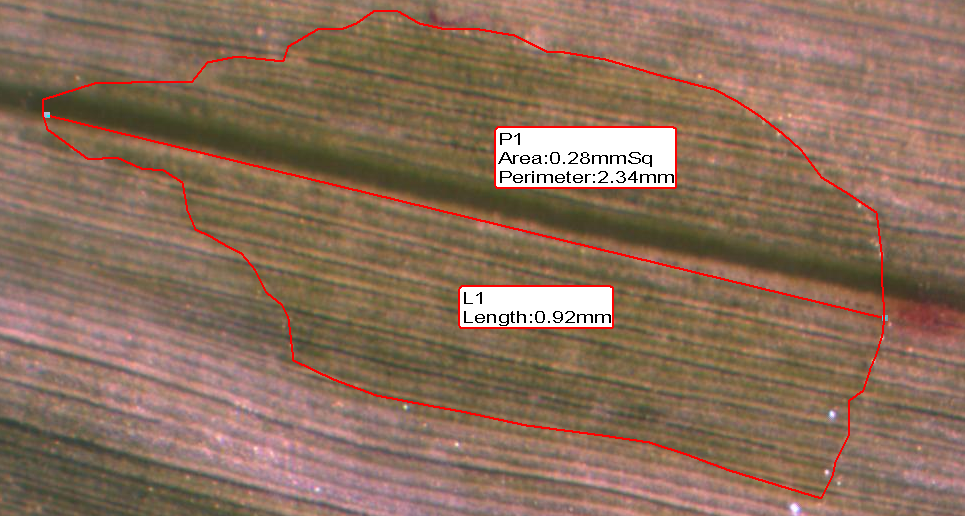 P1
Area:0.28mmSq
Perimeter:2.34mm
L1
Length:0.92mm